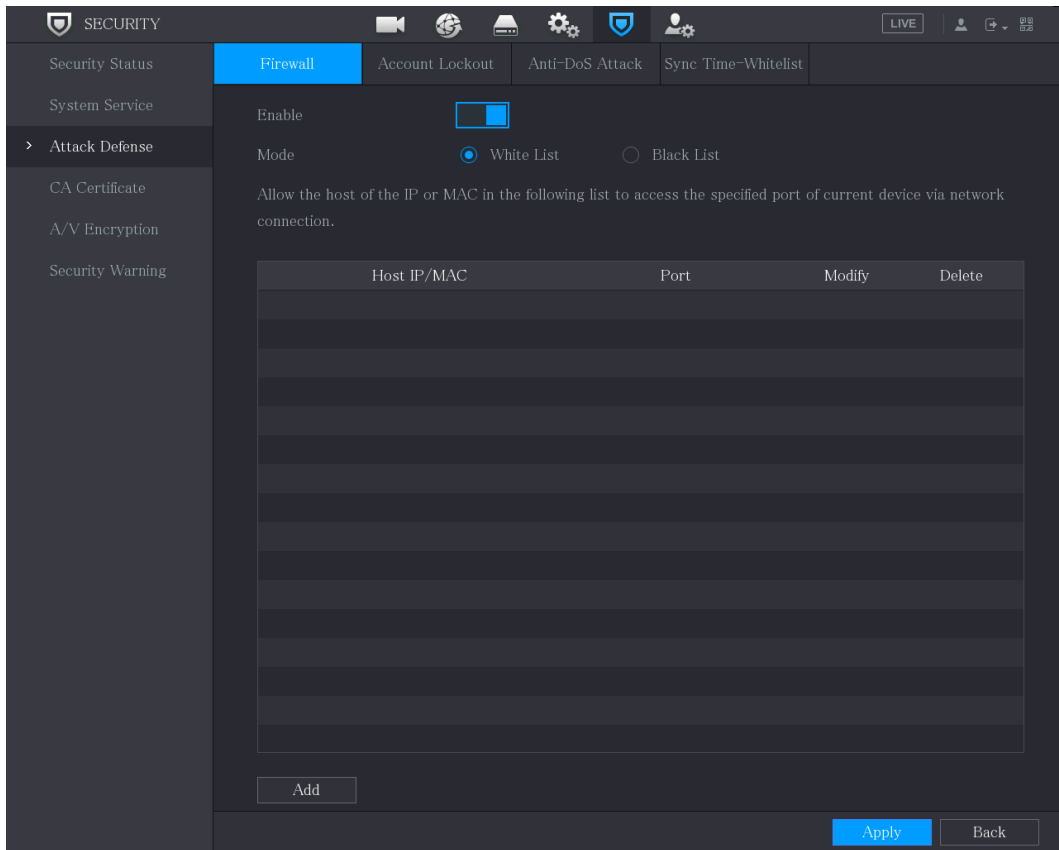 SECURITY
LIVE
Security Status
System Service
Attack Defense
CA Certificate
A/V Encryption
Security Warning
Firewall Account Lockout Anti-DoS Attack Sync Time-Whitelist
Enable
Mode White List Black List
Allow the host of the IP or MAC in the following list to access the specified port of current device via network
connection.
Host IP/MAC Port Modify Delete
Add
Apply Back